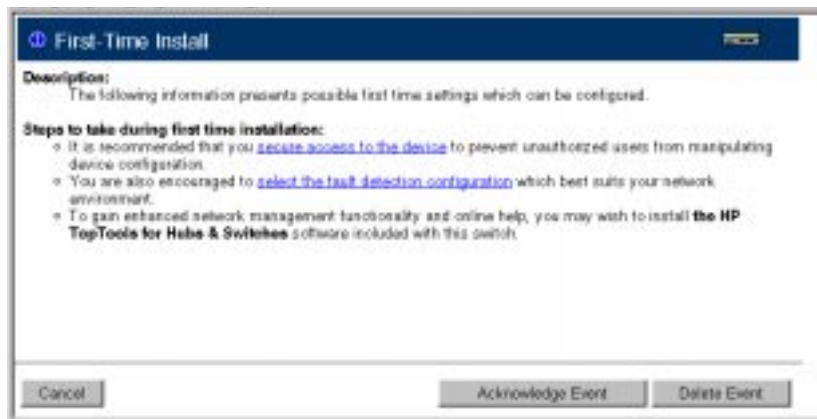 First-Time Install
Description:
The following information presents possible first time settings which can be configured.
Steps to take during first time installation:
It is recommended that you secure access to the device to prevent unauthorized users from manipulating
device configuration.
You are also encouraged to select the fault detection configuration which best suits your network
environment.
To gain enhanced network management functionality and online help, you may wish to install the HP
TopTools for Hubs & Switches software included with this switch.
Cancel
Acknowledge Event
Delete Event